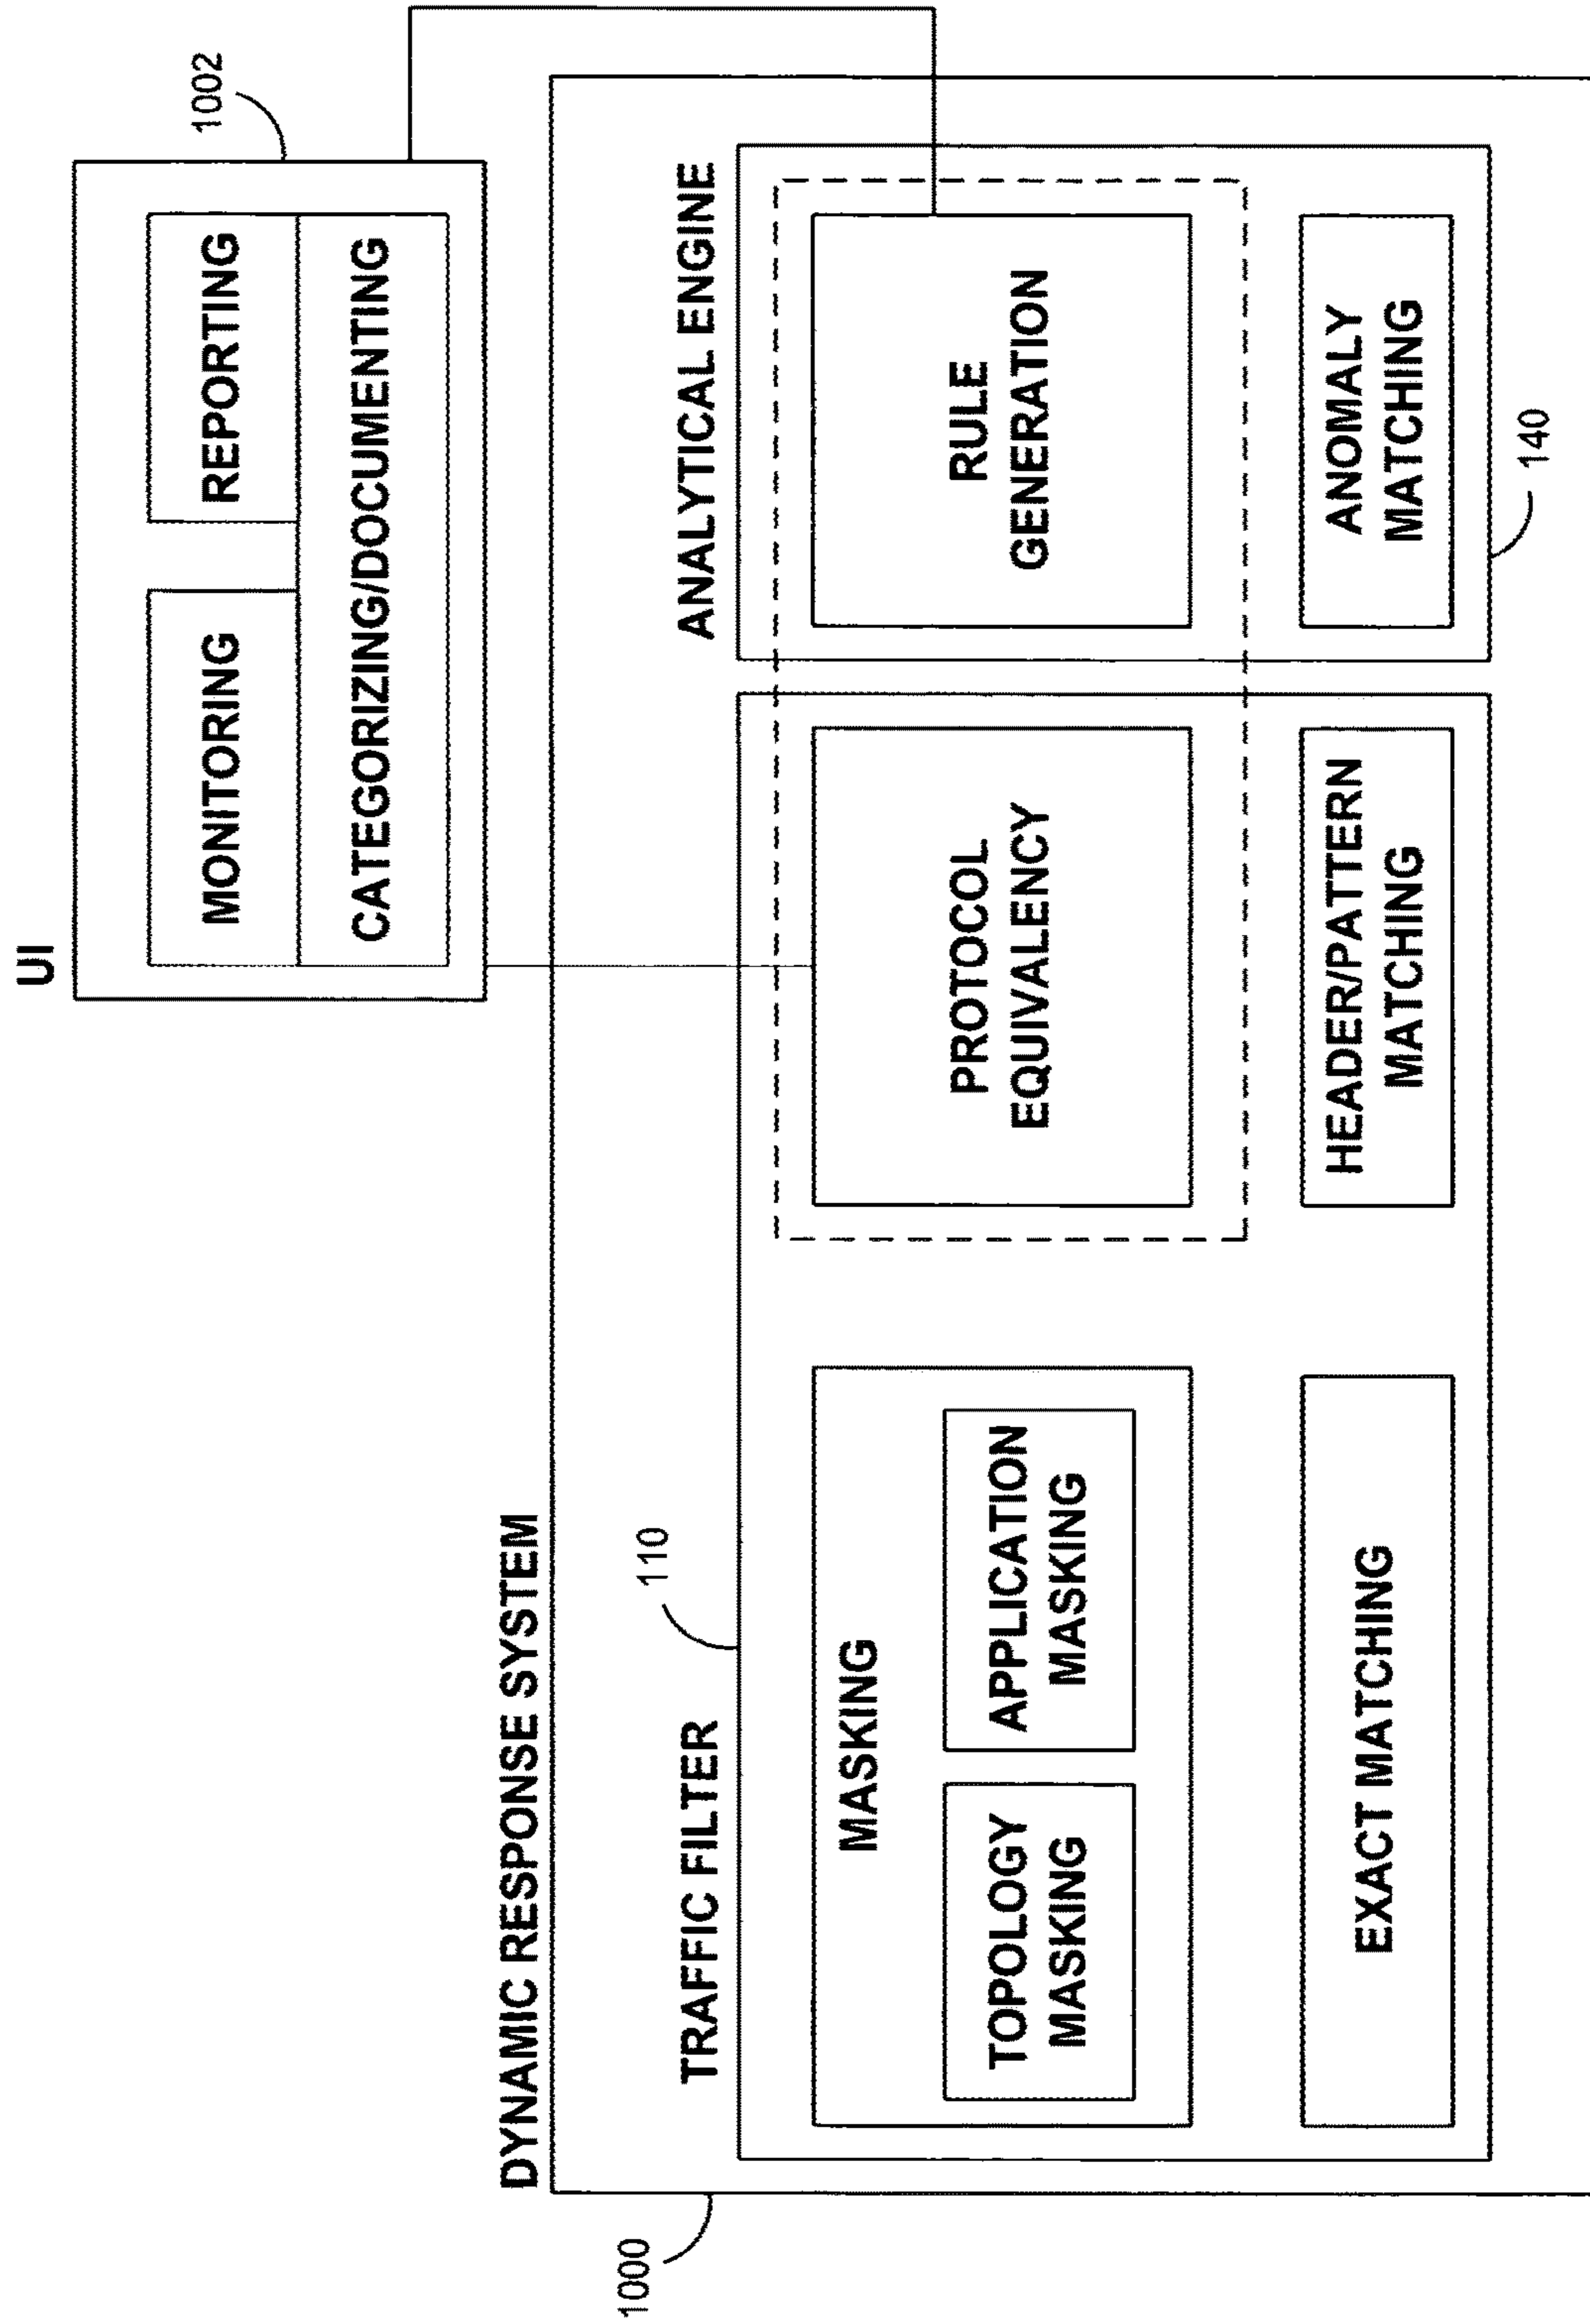 UI
1002
MONITORING
REPORTING
CATEGORIZING/DOCUMENTING
DYNAMIC RESPONSE SYSTEM
1000
TRAFFIC FILTER
110
ANALYTICAL ENGINE
MASKING
TOPOLOGY
MASKING
APPLICATION
MASKING
PROTOCOL
EQUIVALENCY
RULE
GENERATION
EXACT MATCHING
HEADER/PATTERN
MATCHING
ANOMALY
MATCHING
140